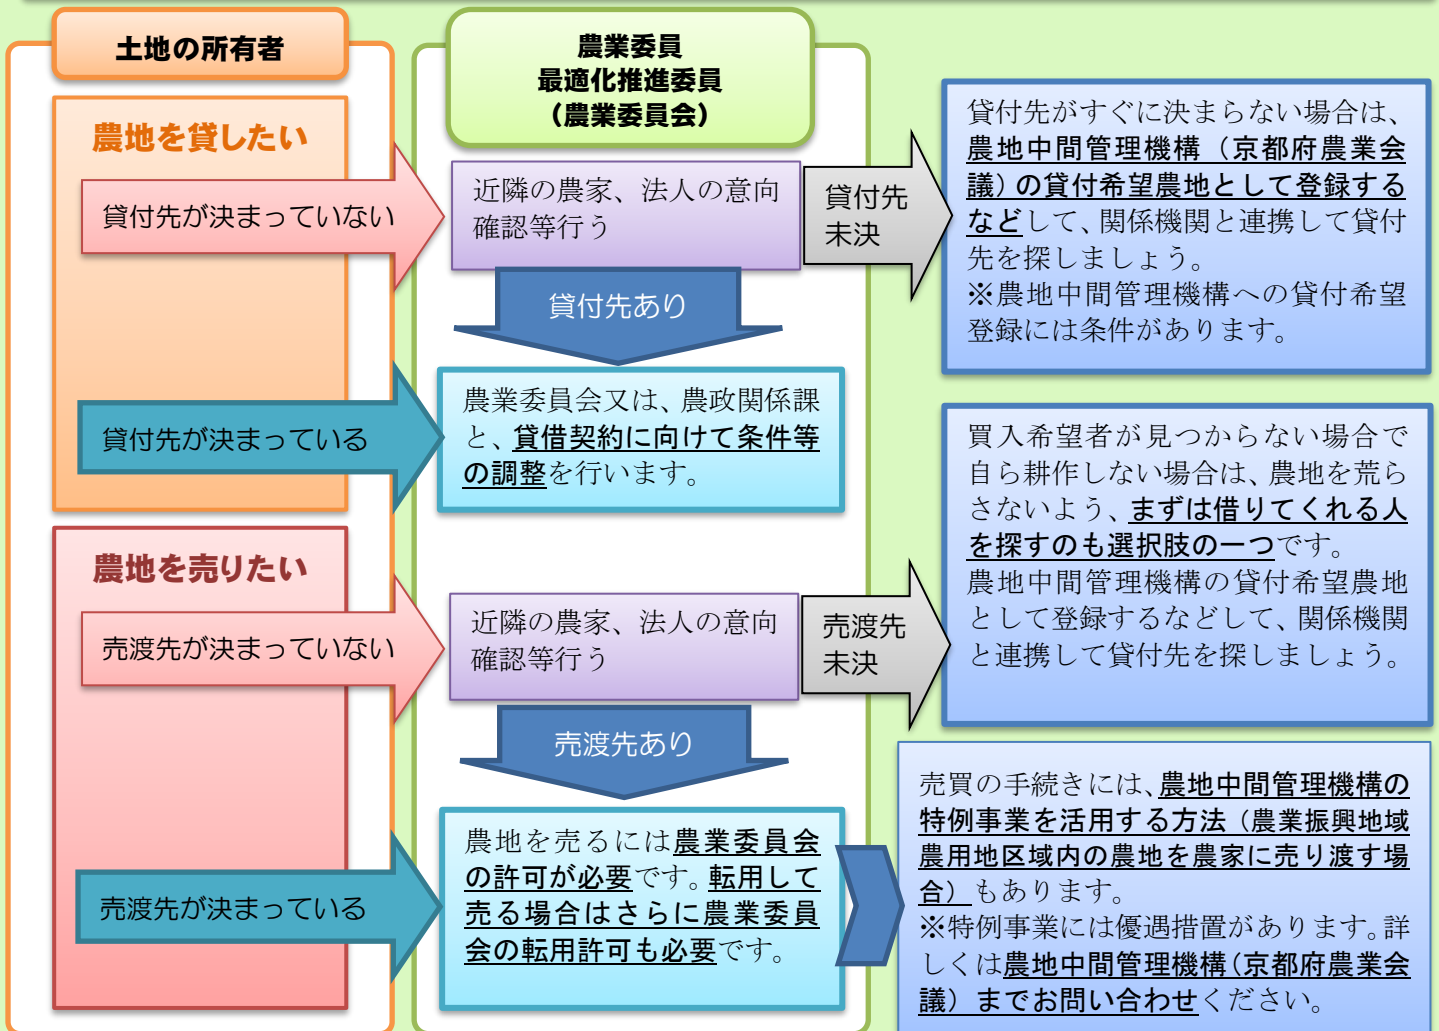 土地の所有者
農業委員
最適化推進委員
（農業委員会）
農地を貸したい
貸付先が決まっていない
近隣の農家、法人の意向
確認等行う
貸付先
未決
貸付先がすぐに決まらない場合は、
農地中間管理機構（京都府農業会
議）の貸付希望農地として登録する
などして、関係機関と連携して貸付
先を探しましょう。
※農地中間管理機構への貸付希望
登録には条件があります。
貸付先あり
貸付先が決まっている
農業委員会又は、農政関係課
と、貸借契約に向けて条件等
の調整を行います。
農地を売りたい
売渡先が決まっていない
近隣の農家、法人の意向
確認等行う
売渡先
未決
買入希望者が見つからない場合で
自ら耕作しない場合は、農地を荒ら
さないよう、まずは借りてくれる人
を探すのも選択肢の一つです。
農地中間管理機構の貸付希望農地
として登録するなどして、関係機関
と連携して貸付先を探しましょう。
売渡先あり
売渡先が決まっている
農地を売るには農業委員会
の許可が必要です。転用して
売る場合はさらに農業委員
会の転用許可も必要です。
売買の手続きには、農地中間管理機構の
特例事業を活用する方法（農業振興地域
農用地区域内の農地を農家に売り渡す場
合）もあります。
※特例事業には優遇措置があります。詳
しくは農地中間管理機構（京都府農業会
議）までお問い合わせください。